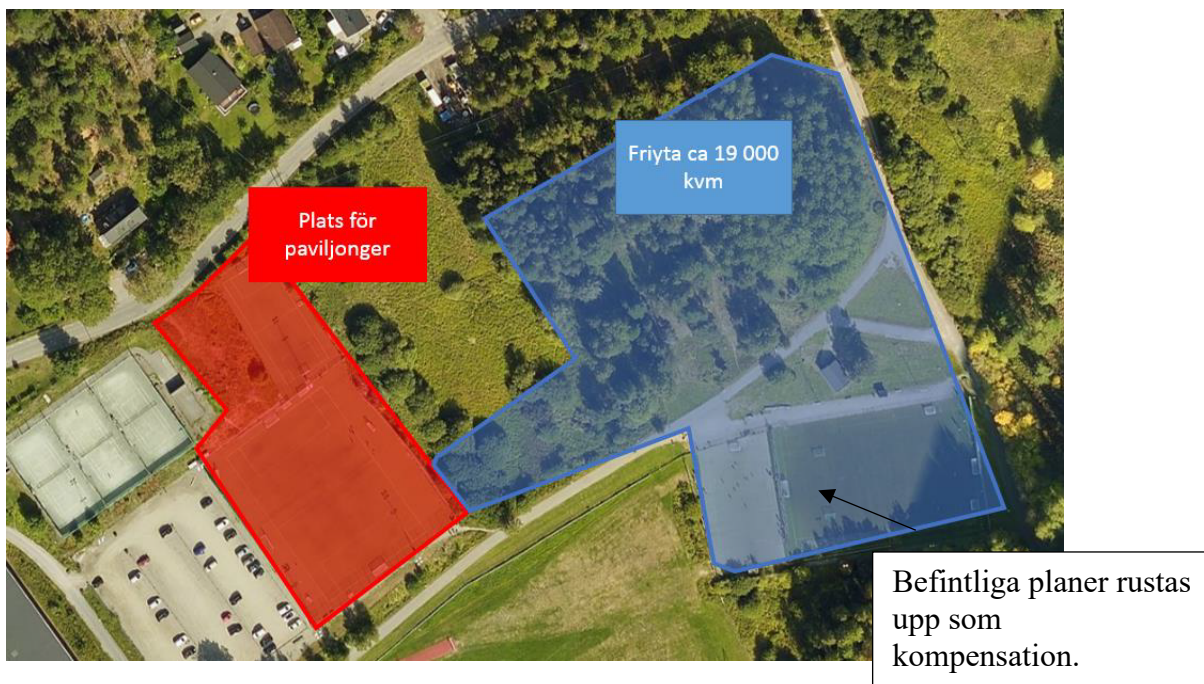 Friyta ca 19 000
kvm
Plats för
paviljonger
Befintliga planer rustas
upp som
kompensation.